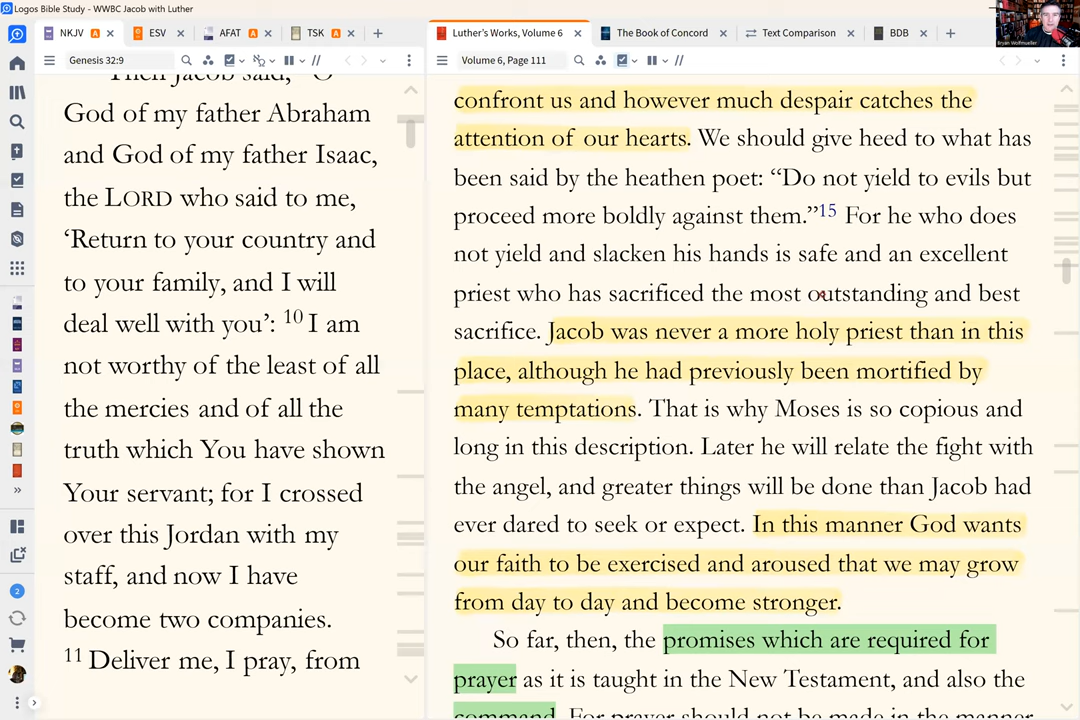 Logos Bible Study - WWBC Jacob with Luther
NKJV A ESV AFAT A TSK A
Luther's Works, Volume 6 The Book of Concord Text Comparison BDB
Genesis 32:9
Volume 6, Page 111
Bryan Wolfmueller
Then Jacob said, “O
God of my father Abraham
and God of my father Isaac,
the LORD who said to me,
‘Return to your country and
to your family, and I will
deal well with you’: 10 I am
not worthy of the least of all
the mercies and of all the
truth which You have shown
Your servant; for I crossed
over this Jordan with my
staff, and now I have
become two companies.
11 Deliver me, I pray, from
confront us and however much despair catches the
attention of our hearts. We should give heed to what has
been said by the heathen poet: “Do not yield to evils but
proceed more boldly against them.”15 For he who does
not yield and slacken his hands is safe and an excellent
priest who has sacrificed the most outstanding and best
sacrifice. Jacob was never a more holy priest than in this
place, although he had previously been mortified by
many temptations. That is why Moses is so copious and
long in this description. Later he will relate the fight with
the angel, and greater things will be done than Jacob had
ever dared to seek or expect. In this manner God wants
our faith to be exercised and aroused that we may grow
from day to day and become stronger.
So far, then, the promises which are required for
prayer as it is taught in the New Testament, and also the
command. For prayer should not be made in the manner
2